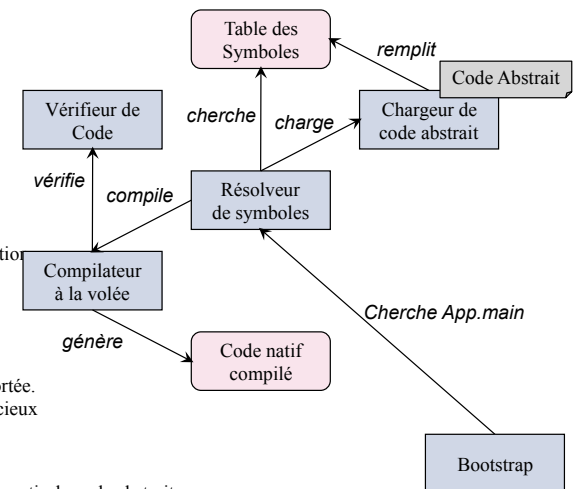 Table des
Symboles
remplit
Code Abstrait
Vérifieur de
Code
cherche
charge
Chargeur de
code abstrait
vérifie
compile
Résolveur
de symboles
Compilateur
à la volée
Cherche App.main
génère
Code natif
compilé
Bootstrap